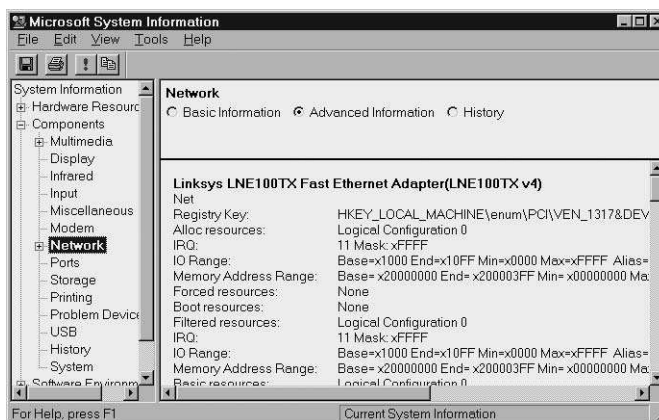 Microsoft System Information
File Edit View Tools Help
System Information
Hardware Resourc
Components
Multimedia
Display
Infrared
Input
Miscellaneous
Modem
Network
Ports
Storage
Printing
Problem Device
USB
History
System
Software Environm
Network
Basic Information Advanced Information History
Linksys LNE100TX Fast Ethernet Adapter(LNE100TX v4)
Net
Registry Key: HKEY_LOCAL_MACHINE\enum\PCI\VEN_1317&DEV
Alloc resources: Logical Configuration 0
IRQ: 11 Mask: xFFFF
IO Range: Base=x1000 End=x10FF Min=x0000 Max=xFFFF Alias=
Memory Address Range: Base= x20000000 End= x200003FF Min= x00000000 Ma
Forced resources: None
Boot resources: None
Filtered resources: Logical Configuration 0
IRQ: 11 Mask: xFFFF
IO Range: Base=x1000 End=x10FF Min=x0000 Max=xFFFF Alias=
Memory Address Range: Base= x20000000 End= x200003FF Min= x00000000 Ma
Basic resources: Logical Configuration 0
For Help, press F1 Current System Information